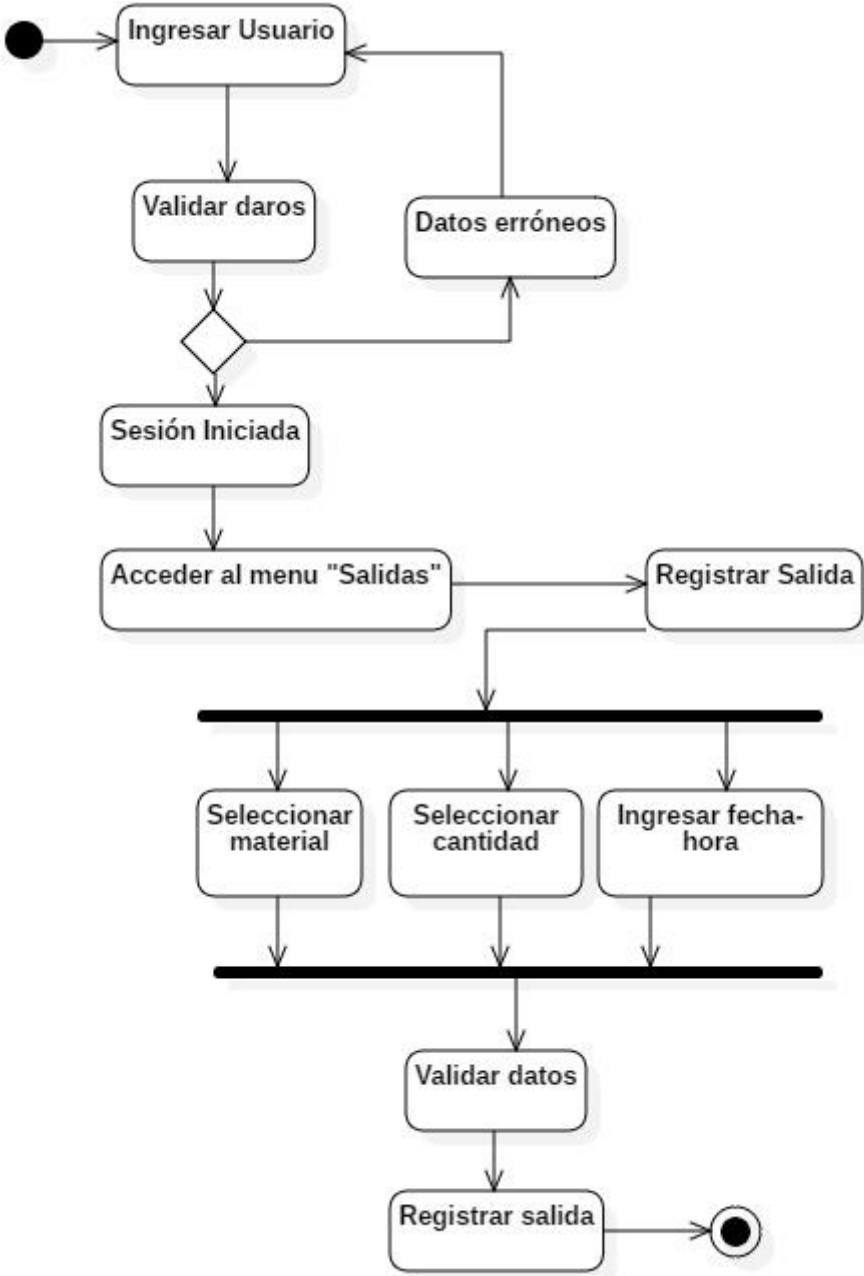 Ingresar Usuario
Validar daros
Datos erróneos
Sesión Iniciada
Acceder al menu "Salidas"
Registrar Salida
Seleccionar
material
Seleccionar
cantidad
Ingresar fecha-
hora
Validar datos
Registrar salida